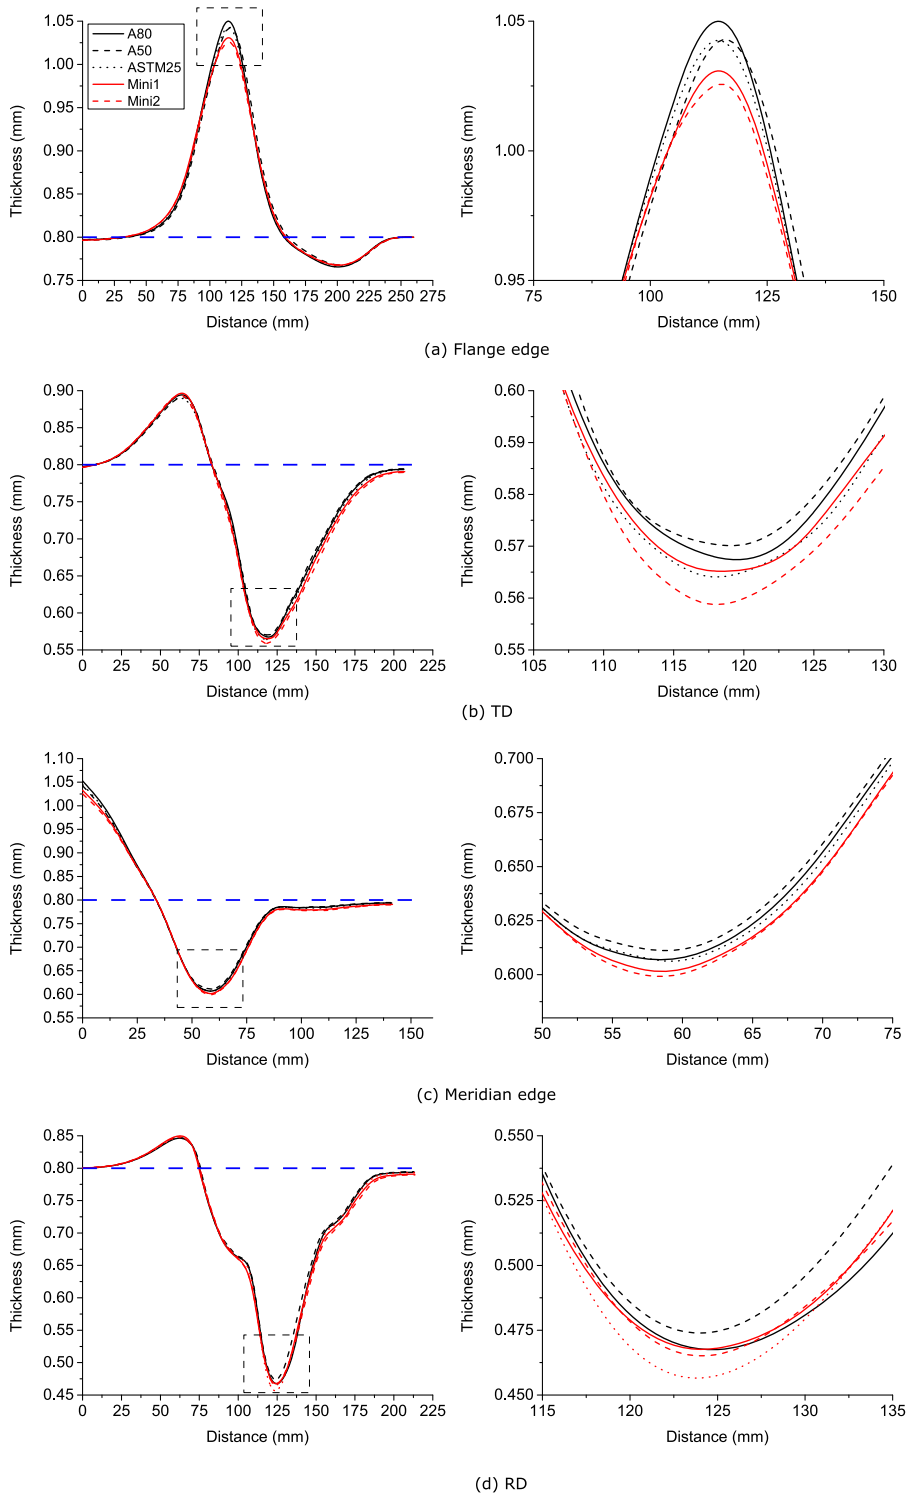 1.05
1.00
0.95
0.90
0.85
0.80
0.75
Thickness (mm)
A80
A50
ASTM25
Mini1
Mini2
0 25 50 75 100 125 150 175 200 225 250 275
Distance (mm)
1.05
1.00
0.95
Thickness (mm)
75 100 125 150
Distance (mm)
(a) Flange edge
0.90
0.80
0.70
0.65
0.60
0.55
Thickness (mm)
0 25 50 75 100 125 150 175 200 225
Distance (mm)
0.60
0.59
0.58
0.57
0.56
0.55
Thickness (mm)
105 110 115 120 125 130
Distance (mm)
(b) TD
1.10
1.05
1.00
0.95
0.90
0.85
0.80
0.75
0.70
0.65
0.60
0.55
Thickness (mm)
0 25 50 75 100 125 150
Distance (mm)
0.700
0.675
0.650
0.625
0.600
Thickness (mm)
50 55 60 65 70 75
Distance (mm)
(c) Meridian edge
0.85
0.80
0.70
0.65
0.60
0.55
0.50
0.45
Thickness (mm)
0 25 50 75 100 125 150 175 200 225
Distance (mm)
0.550
0.525
0.500
0.475
0.450
Thickness (mm)
115 120 125 130 135
Distance (mm)
(d) RD